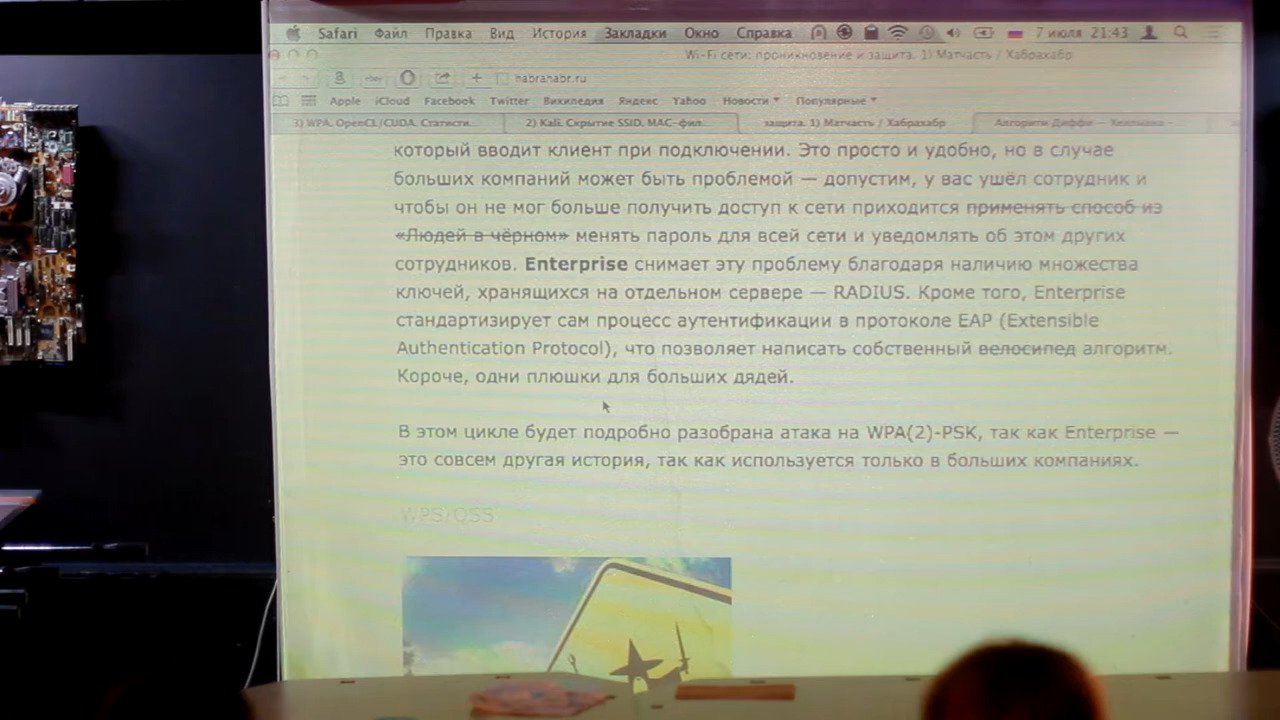 Safari Файл Правка Вид История Закладки Окно Справка 7 июля 21:43
Wi-Fi сети: проникновение и защита. 1) Матчасть / Хабрахабр
habrahabr.ru
Apple iCloud Facebook Twitter Википедия Яндекс Yahoo Новости Популярные
3) WPA. OpenCL/CUDA. Статисти... 2) Kali. Скрытие SSID. MAC-фил... защита. 1) Матчасть / Хабрахабр Алгоритм Диффи — Хеллмана —
который вводит клиент при подключении. Это просто и удобно, но в случае
больших компаний может быть проблемой — допустим, у вас ушёл сотрудник и
чтобы он не мог больше получить доступ к сети приходится применять способ из
«Людей в чёрном» менять пароль для всей сети и уведомлять об этом других
сотрудников. Enterprise снимает эту проблему благодаря наличию множества
ключей, хранящихся на отдельном сервере — RADIUS. Кроме того, Enterprise
стандартизирует сам процесс аутентификации в протоколе EAP (Extensible
Authentication Protocol), что позволяет написать собственный велосипед алгоритм.
Короче, одни плюшки для больших дядей.
В этом цикле будет подробно разобрана атака на WPA(2)-PSK, так как Enterprise —
это совсем другая история, так как используется только в больших компаниях.
WPS/QSS